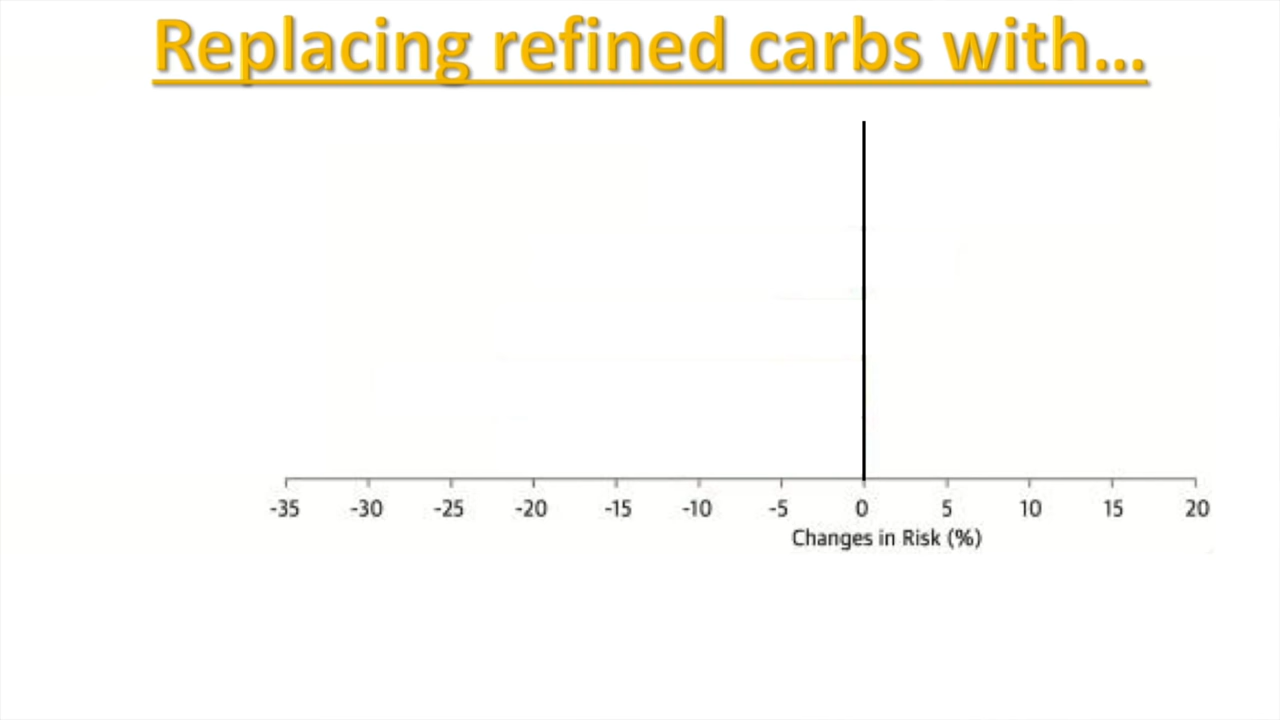 Replacing refined carbs with...
-35 -30 -25 -20 -15 -10 -5 0 5 10 15 20
Changes in Risk (%)